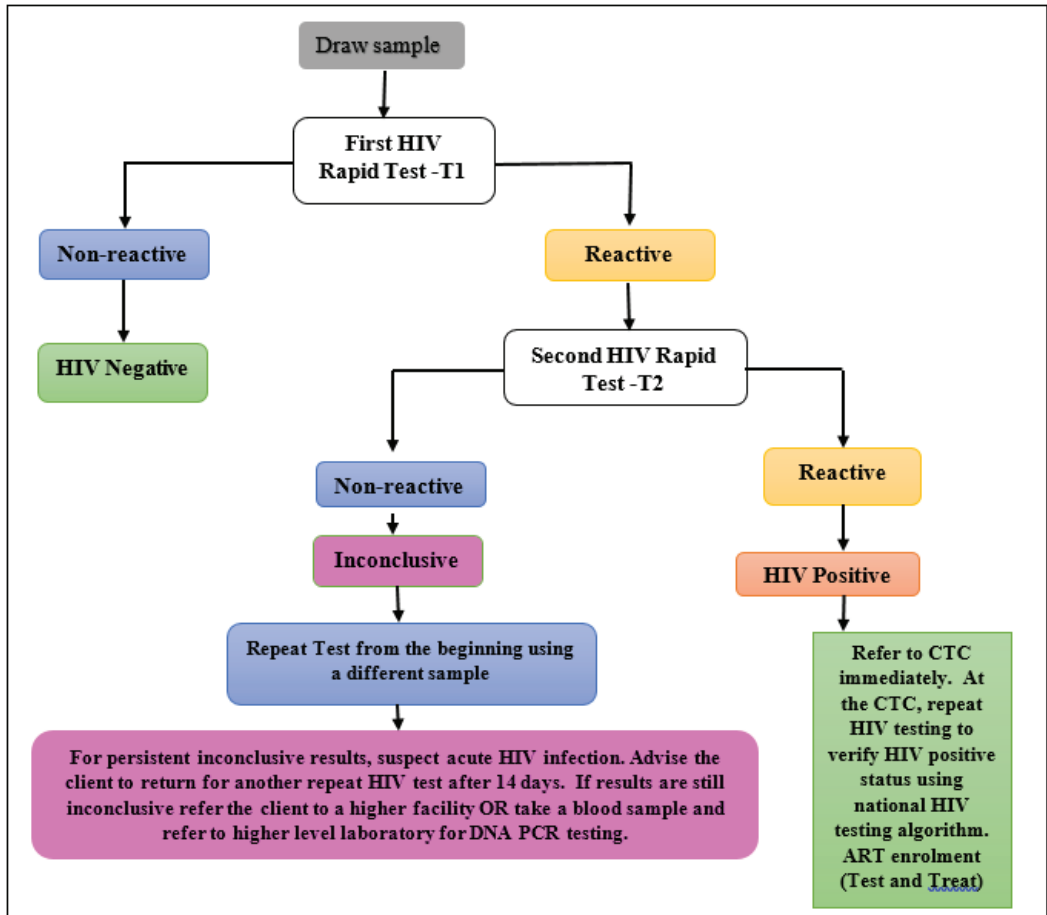 Draw sample
First HIV
Rapid Test -T1
Non-reactive
Reactive
HIV Negative
Second HIV Rapid
Test -T2
Non-reactive
Reactive
Inconclusive
HIV Positive
Repeat Test from the beginning using
a different sample
For persistent inconclusive results, suspect acute HIV infection. Advise the
client to return for another repeat HIV test after 14 days. If results are still
inconclusive refer the client to a higher facility OR take a blood sample and
refer to higher level laboratory for DNA PCR testing.
Refer to CTC
immediately. At
the CTC, repeat
HIV testing to
verify HIV positive
status using
national HIV
testing algorithm.
ART enrolment
(Test and Treat)